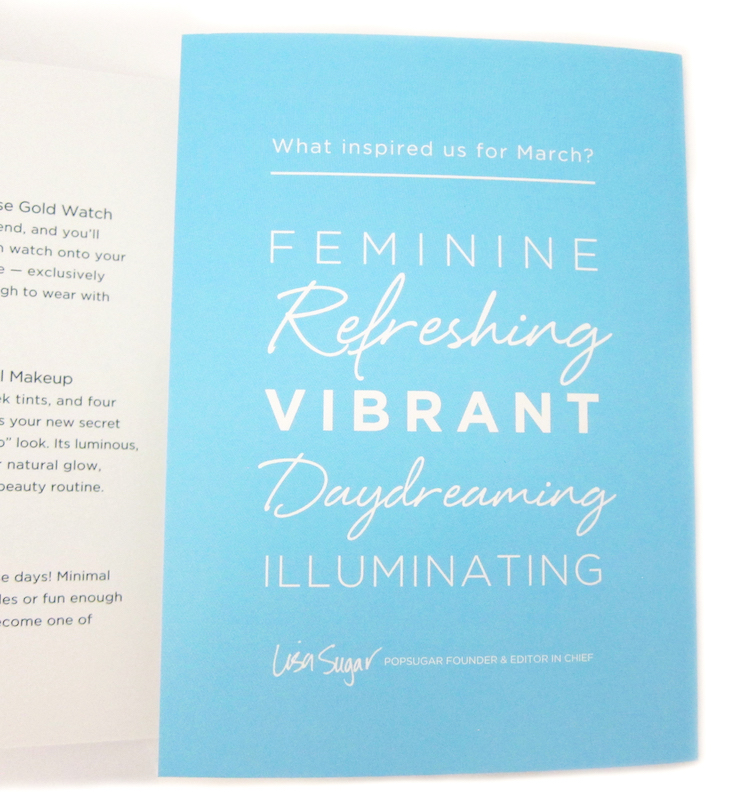 se Gold Watch
end, and you'll
watch onto your
e — exclusively
gh to wear with
l Makeup
k tints, and four
s your new secret
look. Its luminous,
natural glow,
beauty routine.
e days! Minimal
les or fun enough
ecome one of
What inspired us for March?
FEMININE
Refreshing
VIBRANT
Daydreaming
ILLUMINATING
Lisa Sugar POPSUGAR FOUNDER & EDITOR IN CHIEF